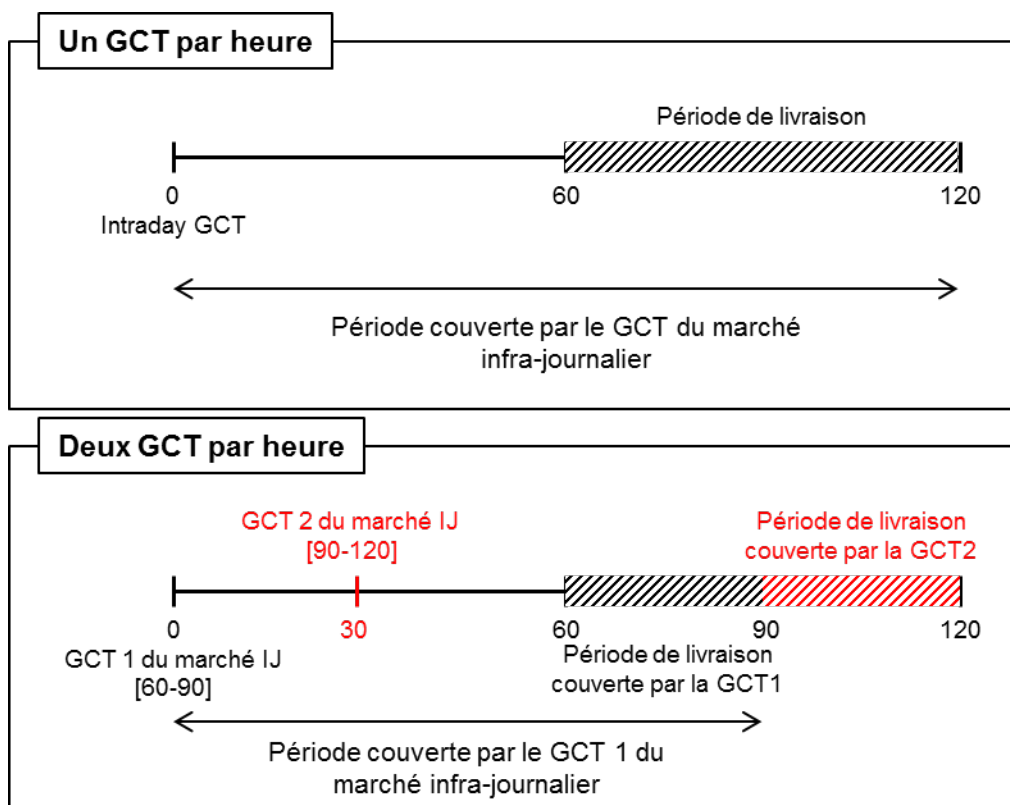 Un GCT par heure
Période de livraison
0
60
120
Intraday GCT
Période couverte par le GCT du marché
infra-journalier
Deux GCT par heure
GCT 2 du marché IJ
[90-120]
Période de livraison
couverte par la GCT2
0
30
60
90
120
GCT 1 du marché IJ
[60-90]
Période de livraison
couverte par la GCT1
Période couverte par le GCT 1 du
marché infra-journalier